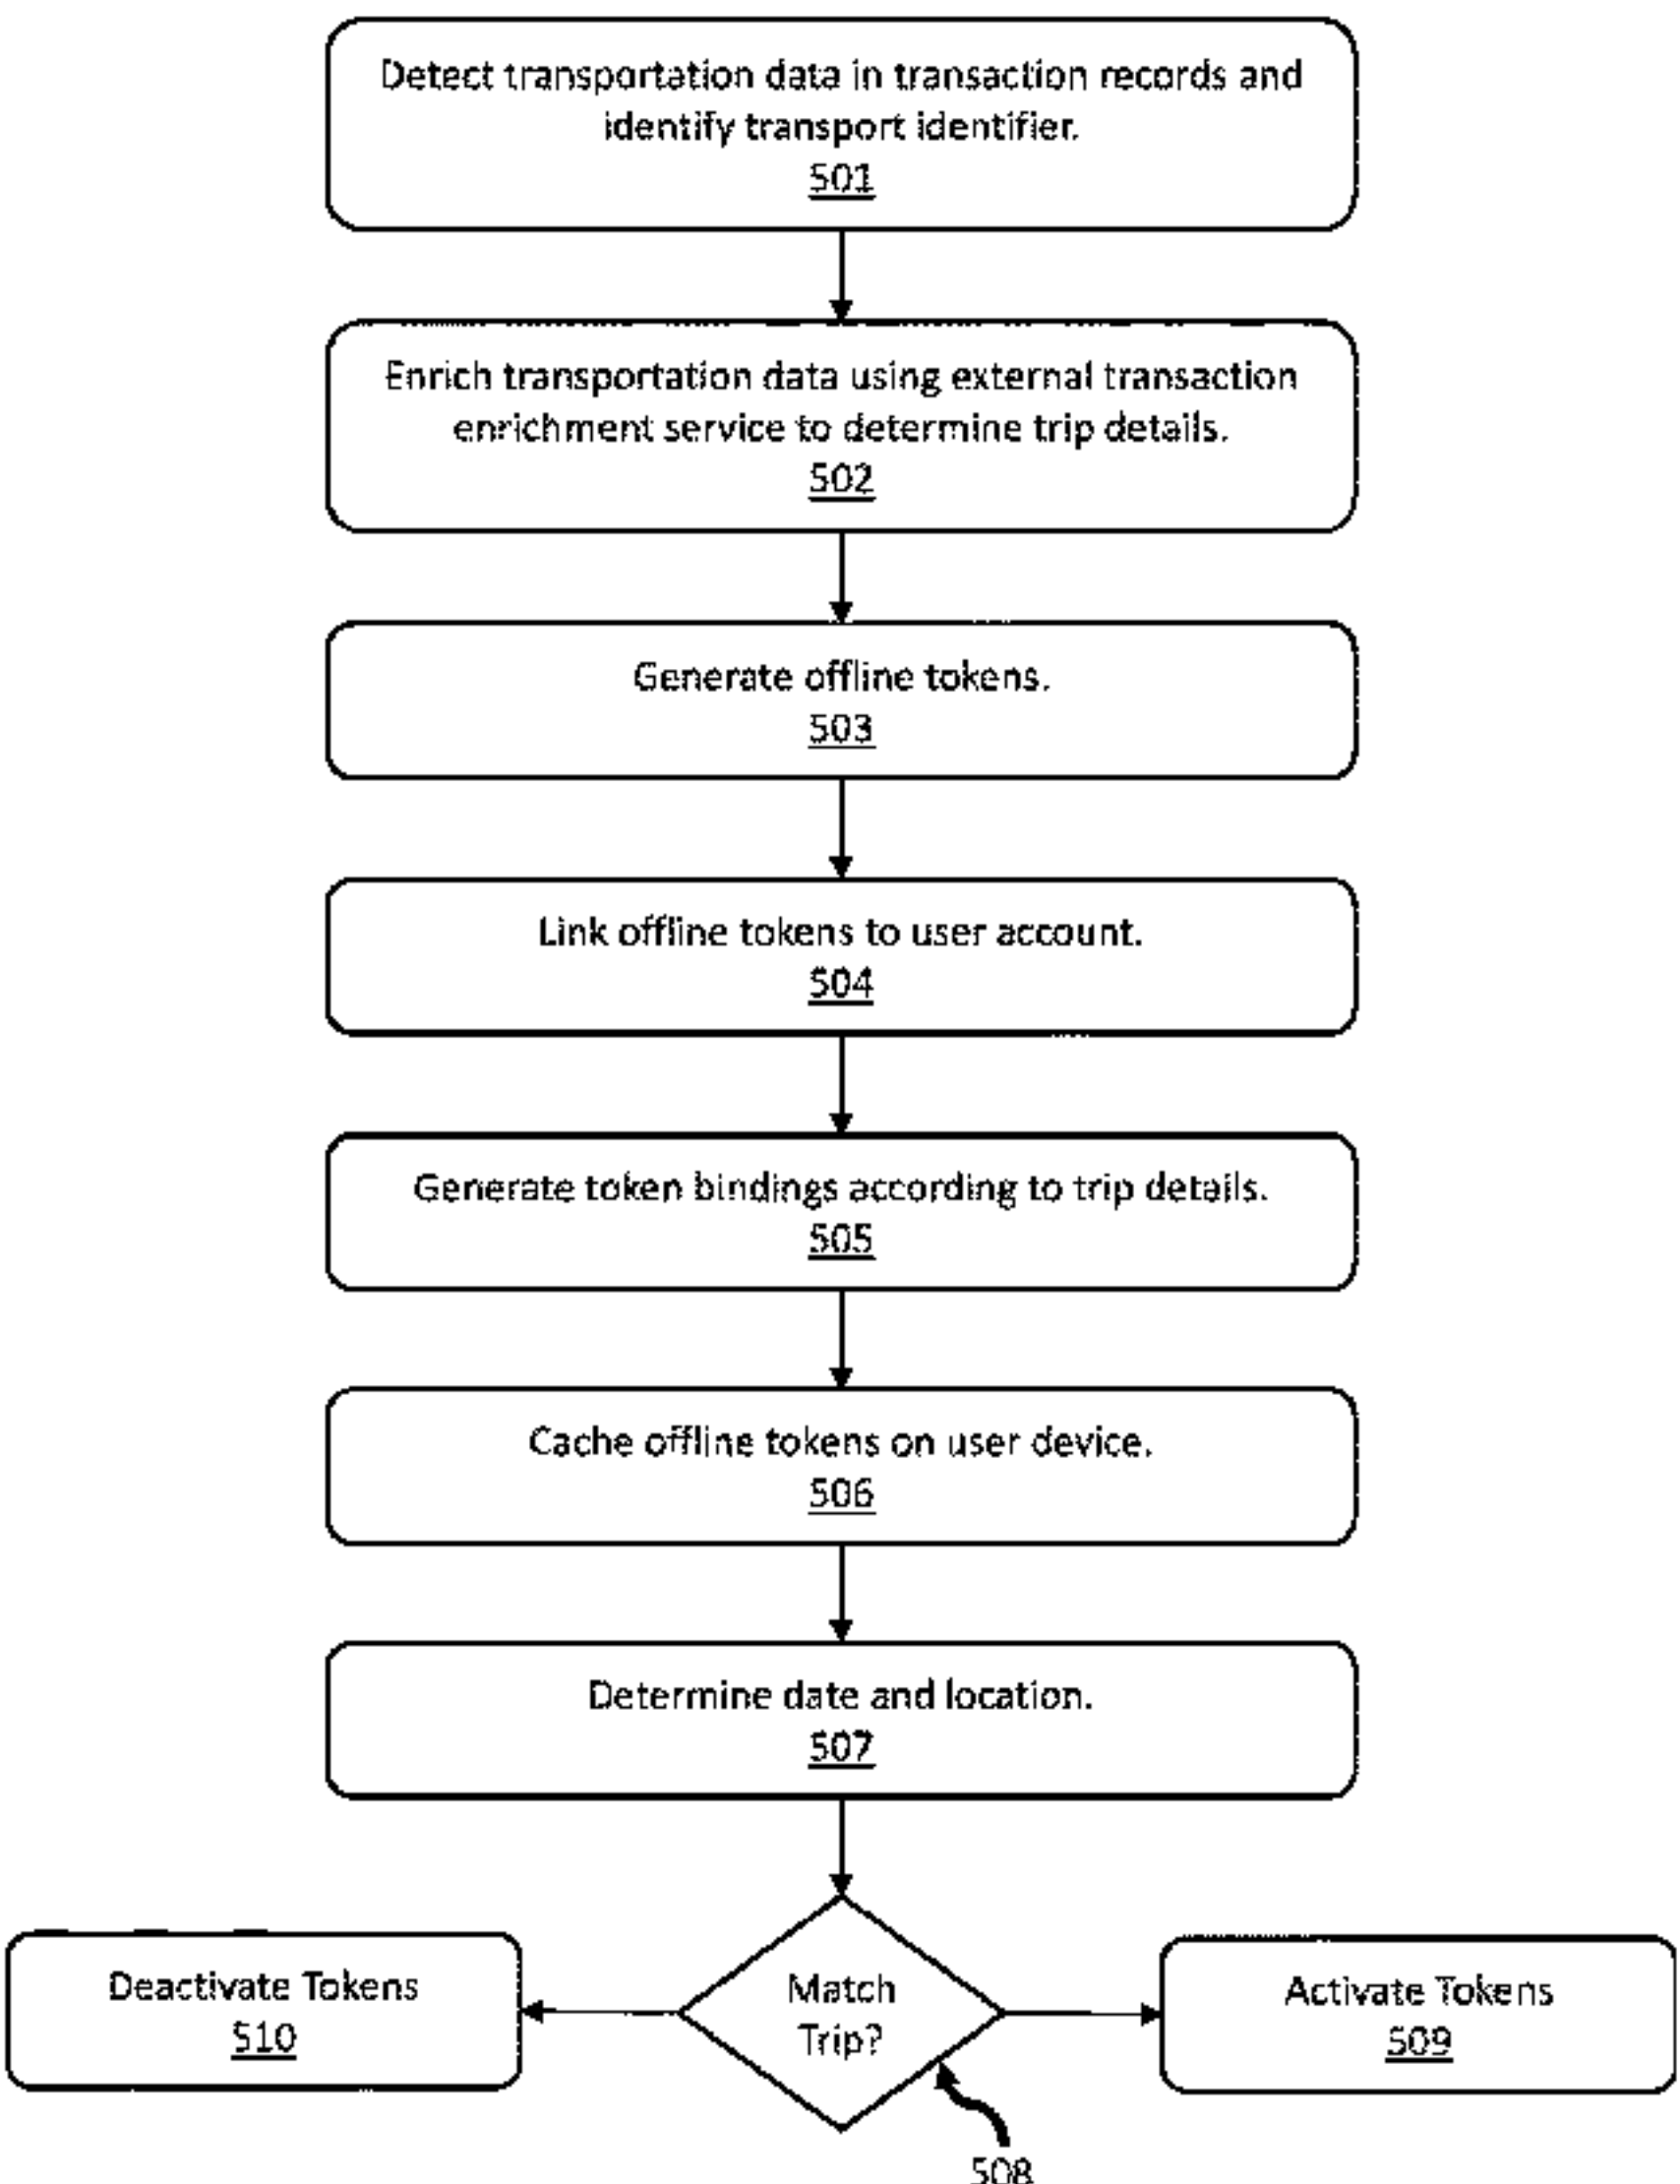 Detect transportation data in transaction records and
identify transport identifier.
501
Enrich transportation data using external transaction
enrichment service to determine trip details.
502
Generate offline tokens.
503
Link offline tokens to user account.
504
Generate token bindings according to trip details.
505
Cache offline tokens on user device.
506
Determine date and location.
507
Deactivate Tokens
510
Match
Trip?
Activate Tokens
509
508